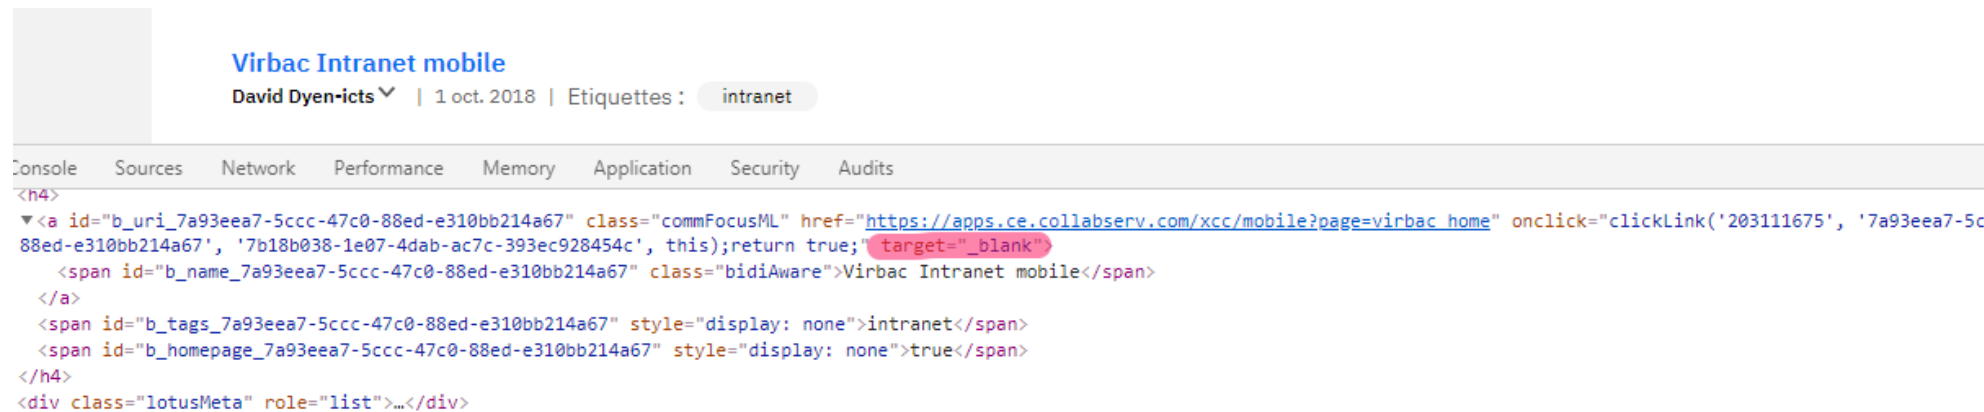 Virbac Intranet mobile
David Dyen-icts | 1 oct. 2018 | Etiquettes : intranet
Console Sources Network Performance Memory Application Security Audits
<h4>
▼<a id="b_uri_7a93eea7-5ccc-47c0-88ed-e310bb214a67" class="commFocusML" href="https://apps.ce.collabserv.com/xcc/mobile?page=virbac_home" onclick="clickLink('203111675', '7a93eea7-5c
88ed-e310bb214a67', '7b18b038-1e07-4dab-ac7c-393ec928454c', this);return true;" target="_blank">
<span id="b_name_7a93eea7-5ccc-47c0-88ed-e310bb214a67" class="bidiAware">Virbac Intranet mobile</span>
</a>
<span id="b_tags_7a93eea7-5ccc-47c0-88ed-e310bb214a67" style="display: none">intranet</span>
<span id="b_homepage_7a93eea7-5ccc-47c0-88ed-e310bb214a67" style="display: none">true</span>
</h4>
<div class="lotusMeta" role="list">…</div>